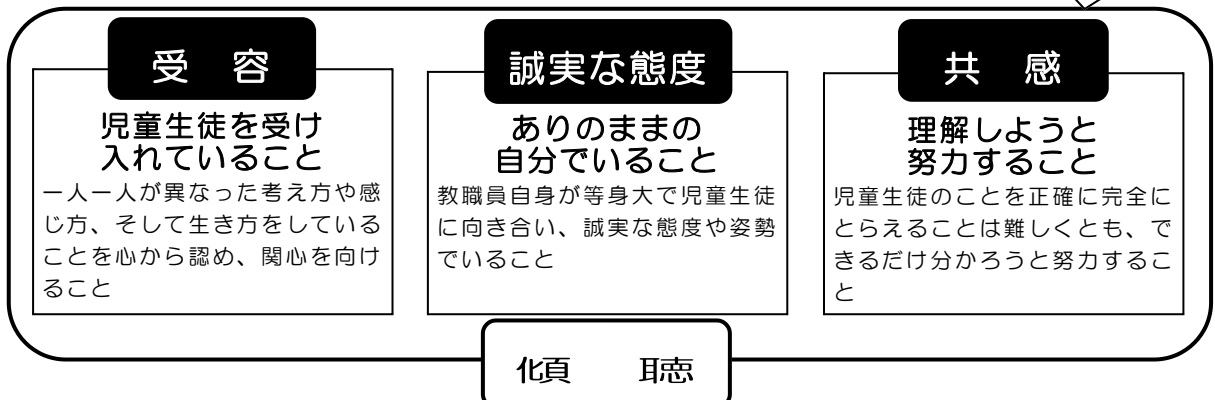 受　容
児童生徒を受け
入れていること
一人一人が異なった考え方や感
じ方、そして生き方をしている
ことを心から認め、関心を向け
ること
誠実な態度
ありのままの
自分でいること
教職員自身が等身大で児童生徒
に向き合い、誠実な態度や姿勢
でいること
共　感
理解しようと
努力すること
児童生徒のことを正確に完全に
とらえることは難しくとも、で
きるだけ分かろうと努力するこ
と
傾　聴